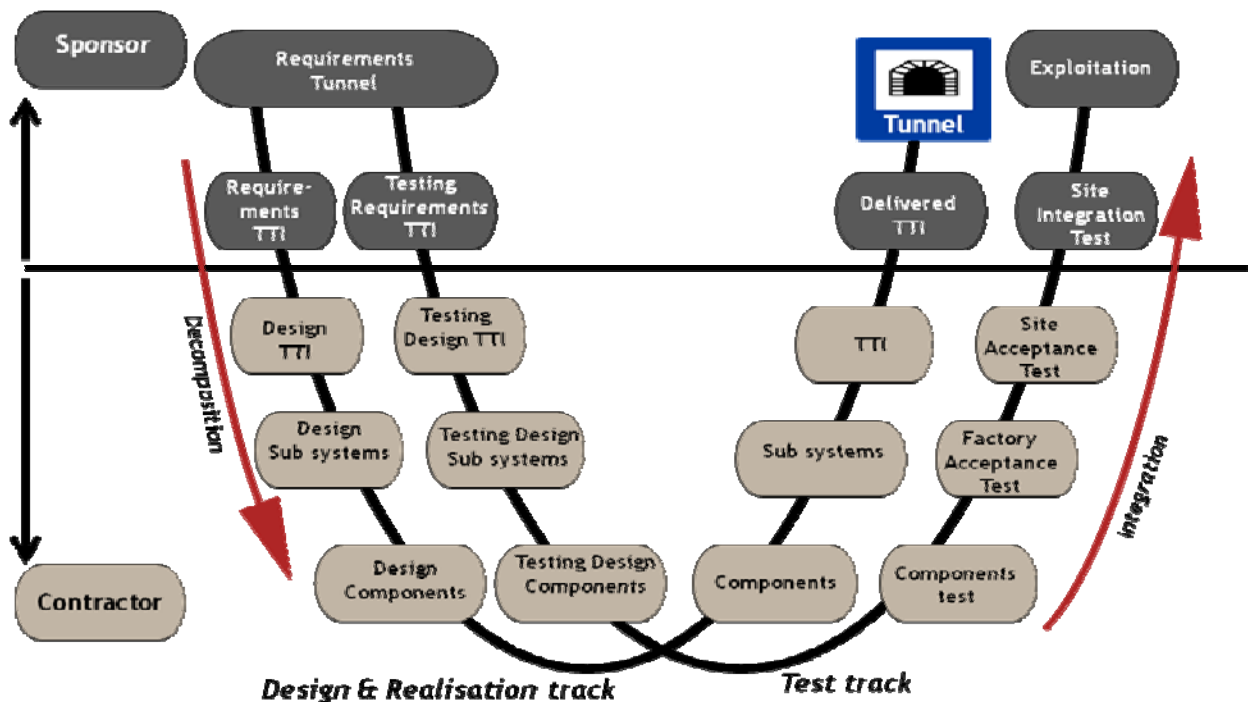 Sponsor
Requirements
Tunnel
Tunnel
Exploitation
Require-
ments
TTI
Testing
Requirements
TTI
Delivered
TTI
Site
Integration
Test
Decomposition
Design
TTI
Testing
Design TTI
TTI
Site
Acceptance
Test
Design
Sub systems
Testing Design
Sub systems
Sub systems
Factory
Acceptance
Test
Integration
Contractor
Design
Components
Testing Design
Components
Components
Components
test
Design & Realisation track
Test track